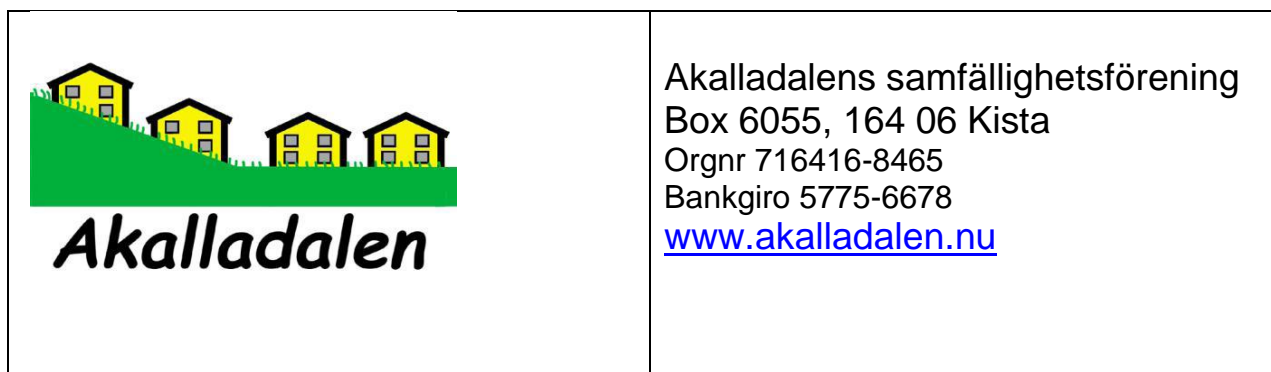 Akalladalen
Akalladalens samfällighetsförening
Box 6055, 164 06 Kista
Orgnr 716416-8465
Bankgiro 5775-6678
www.akalladalen.nu